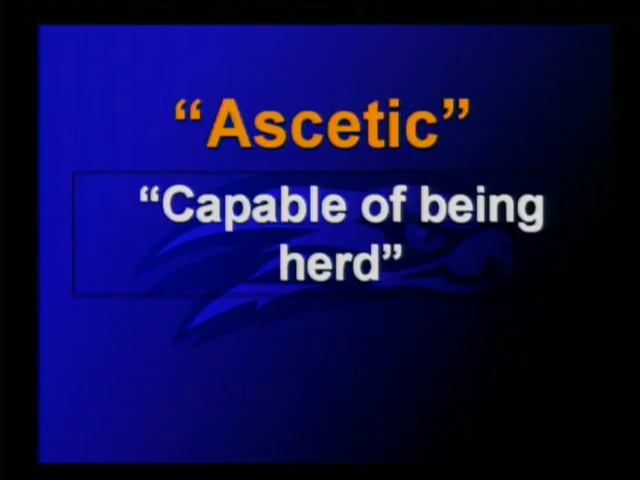 “Ascetic”
“Capable of being
herd”